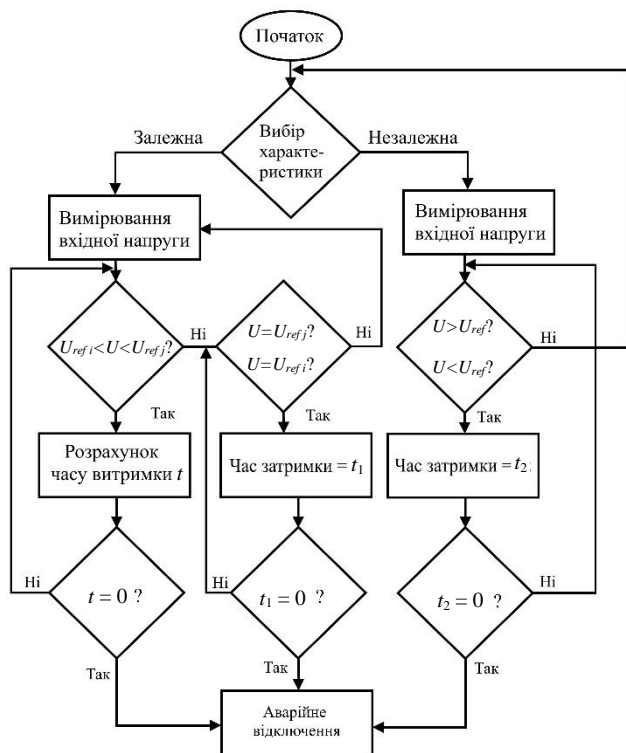 Початок
Вибір
характе-
ристики
Залежна
Незалежна
Вимірювання
вхідної напруги
Вимірювання
вхідної напруги
U_ref i<U<U_ref j?
Ні
U=U_ref j?
U=U_ref i?
Ні
U>U_ref?
U<U_ref?
Ні
Так
Так
Так
Розрахунок
часу витримки t
Час затримки = t₁
Час затримки = t₂.
t = 0 ?
Ні
t₁ = 0 ?
Ні
t₂ = 0 ?
Ні
Так
Так
Так
Аварійне
відключення